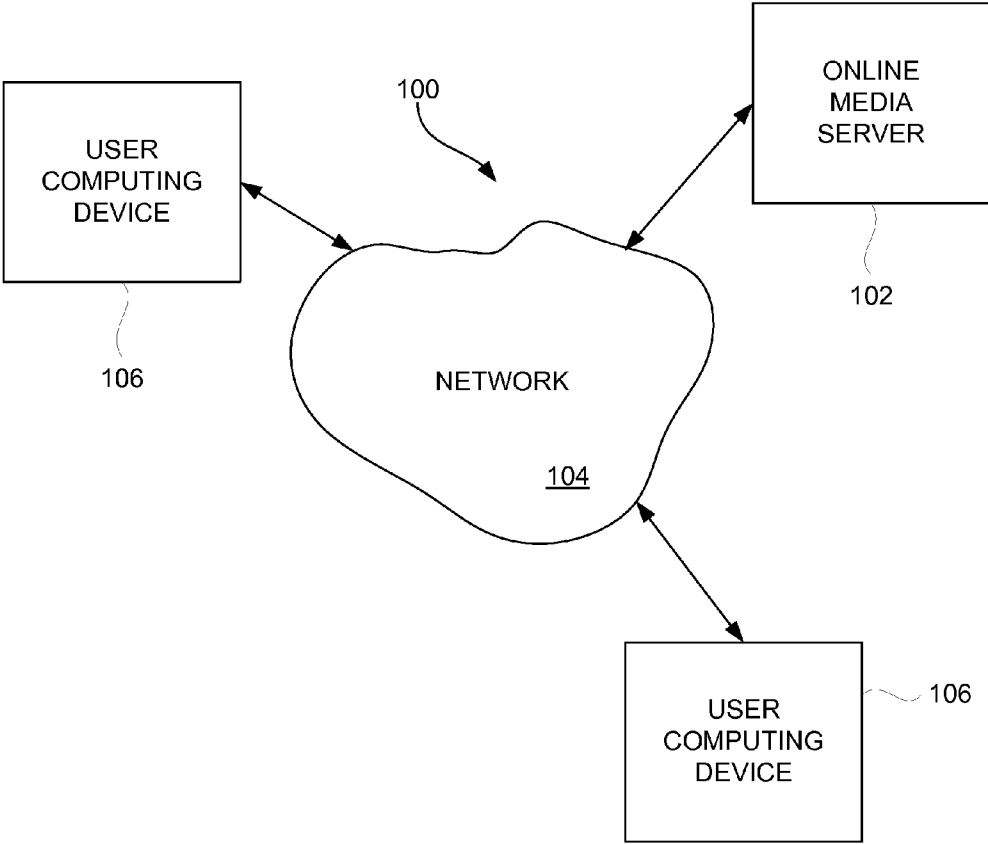 100
ONLINE
MEDIA
SERVER
102
USER
COMPUTING
DEVICE
106
NETWORK
104
USER
COMPUTING
DEVICE
106